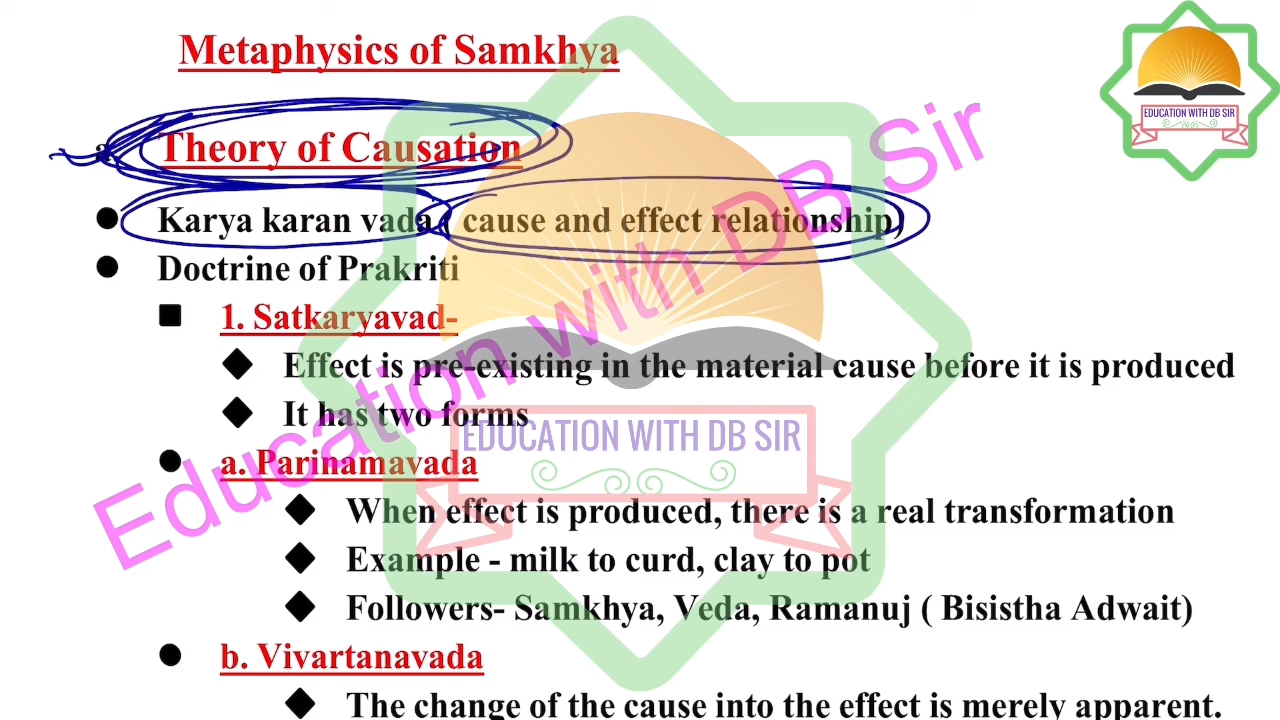 Metaphysics of Samkhya
EDUCATION WITH DB SIR
Theory of Causation
Karya karan vada ( cause and effect relationship)
Doctrine of Prakriti
1. Satkaryavad-
Effect is pre-existing in the material cause before it is produced
It has two forms
EDUCATION WITH DB SIR
Education with DB Sir
a. Parinamavada
When effect is produced, there is a real transformation
Example - milk to curd, clay to pot
Followers- Samkhya, Veda, Ramanuj ( Bisistha Adwait)
b. Vivartanavada
The change of the cause into the effect is merely apparent.